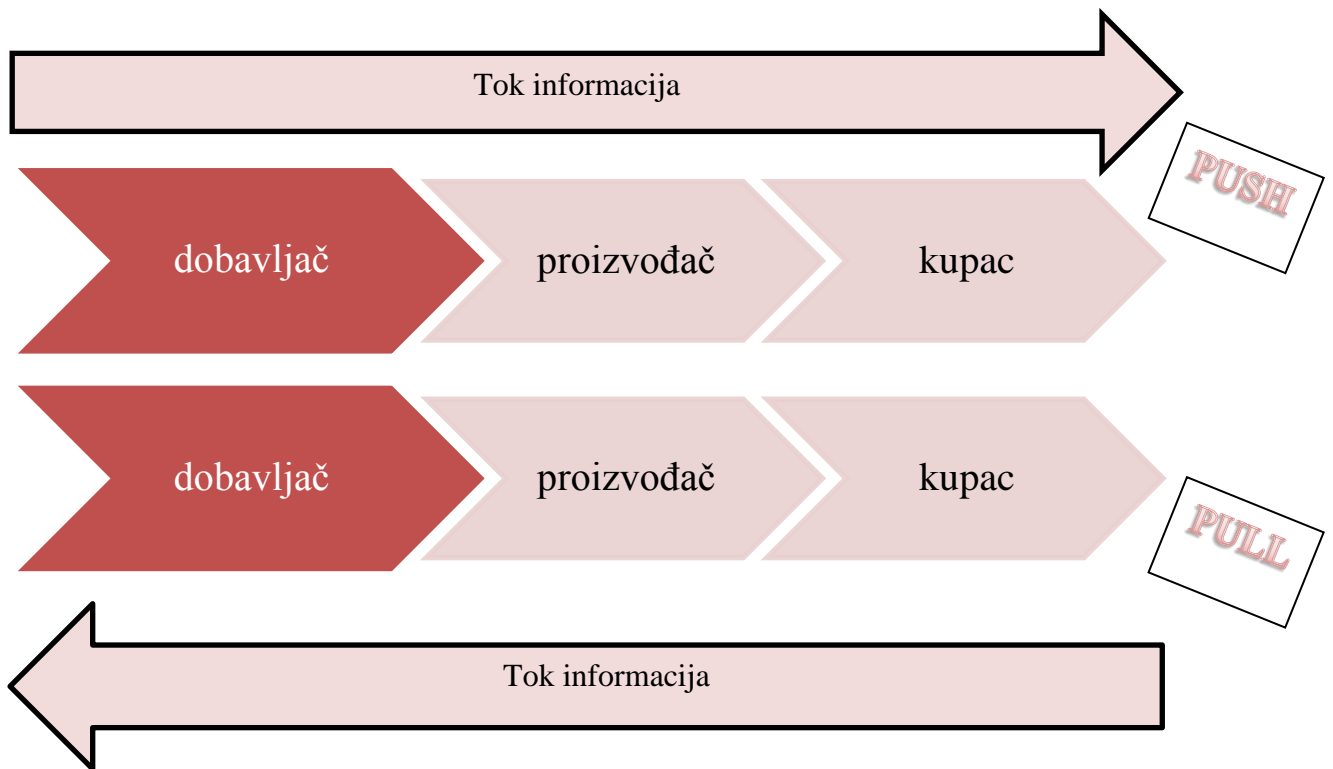 Tok informacija
PUSH
dobavljač
proizvođač
kupac
dobavljač
proizvođač
kupac
PULL
Tok informacija